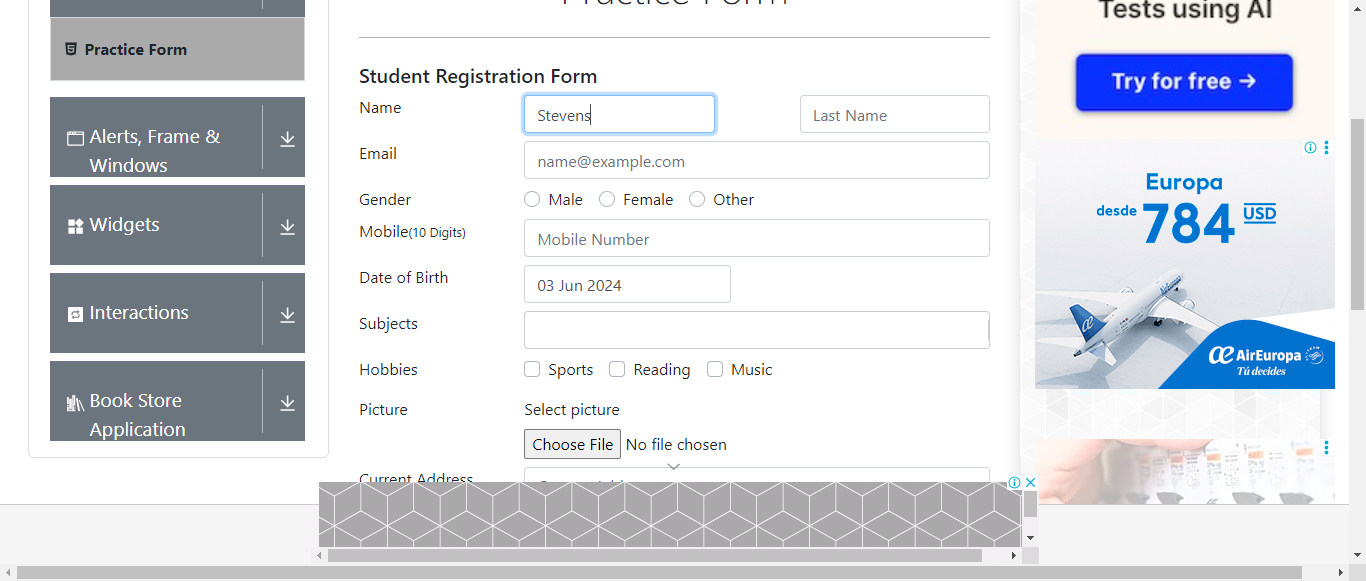 Practice Form
Tests using AI
Practice Form
Try for free →
Student Registration Form
Name
Stevens
Last Name
Alerts, Frame &
Windows
Email
name@example.com
Europa
desde 784 USD
Gender
Male
Female
Other
Widgets
Mobile(10 Digits)
Mobile Number
Date of Birth
03 Jun 2024
Interactions
Subjects
AirEuropa
Tú decides
Hobbies
Sports
Reading
Music
Book Store
Application
Picture
Select picture
Choose File No file chosen
Current Address